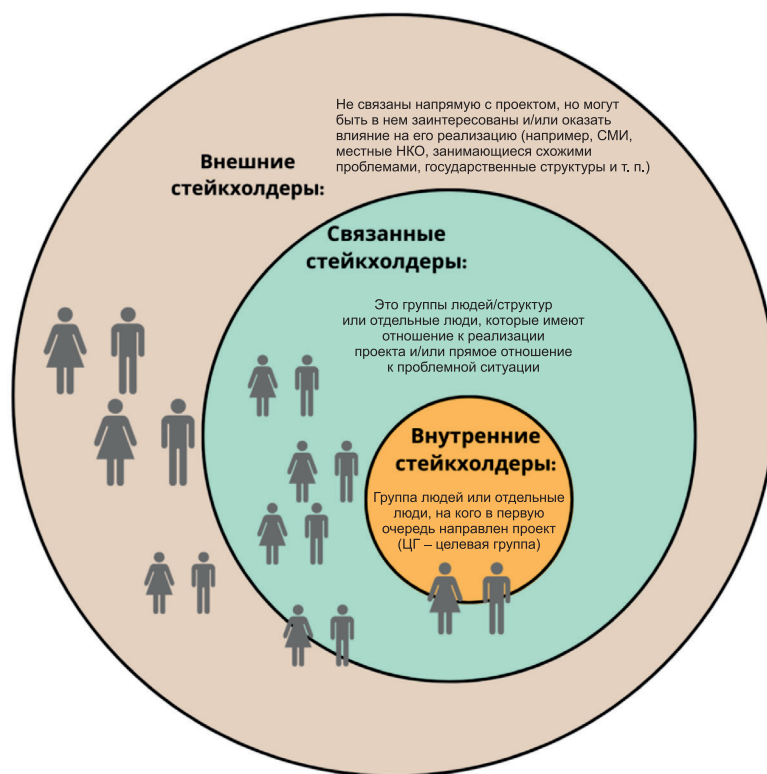 Не связаны напрямую с проектом, но могут
быть в нем заинтересованы и/или оказать
влияние на его реализацию (например, СМИ,
местные НКО, занимающиеся схожими
проблемами, государственные структуры и т. п.)
Внешние
стейкхолдеры:
Связанные
стейкхолдеры:
Это группы людей/структур
или отдельные люди, которые имеют
отношение к реализации
проекта и/или прямое отношение
к проблемной ситуации
Внутренние
стейкхолдеры:
Группа людей или отдельные
люди, на кого в первую
очередь направлен проект
(ЦГ – целевая группа)